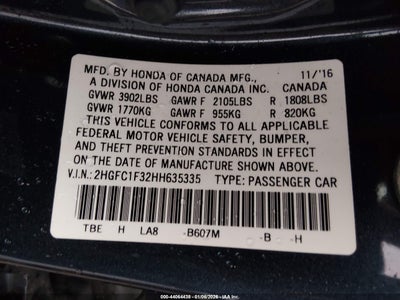 MFD. BY HONDA OF CANADA MFG., 11/'16
A DIVISION OF HONDA CANADA INC. CANADA
GVWR 3902LBS GAWR F 2105LBS R 1808LBS
GVWR 1770KG GAWR F 955KG R 820KG
THIS VEHICLE CONFORMS TO ALL APPLICABLE
FEDERAL MOTOR VEHICLE SAFETY, BUMPER,
AND THEFT PREVENTION STANDARDS IN
EFFECT ON THE DATE OF MANUFACTURE SHOWN ABOVE.
V.I.N.: 2HGFC1F32HH635335 TYPE: PASSENGER CAR
TBE H LA8 -B607M -B -H
000-44064438 - 01/06/2026 - IAAI